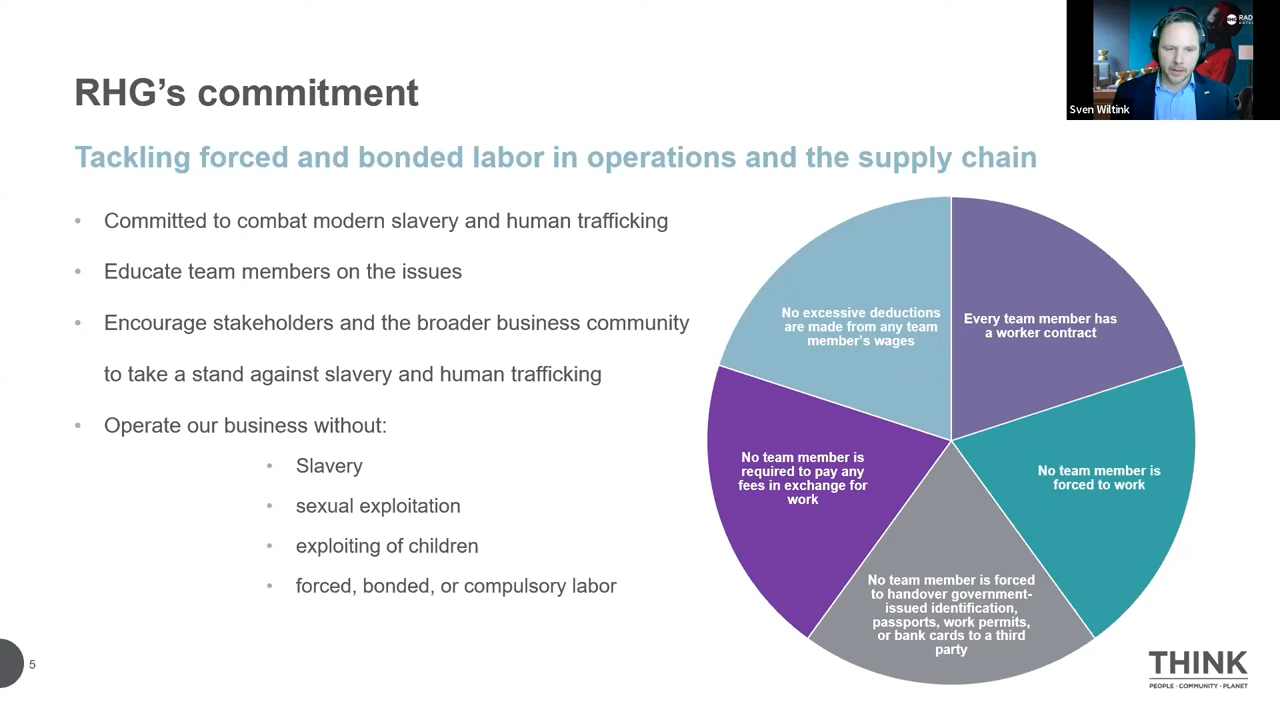 RHG's commitment
Tackling forced and bonded labor in operations and the supply chain
• Committed to combat modern slavery and human trafficking
• Educate team members on the issues
• Encourage stakeholders and the broader business community
to take a stand against slavery and human trafficking
• Operate our business without:
• Slavery
• sexual exploitation
• exploiting of children
• forced, bonded, or compulsory labor
No excessive deductions
are made from any team
member's wages
Every team member has
a worker contract
No team member is
forced to work
No team member is forced
to handover government-
issued identification,
passports, work permits,
or bank cards to a third
party
No team member is
required to pay any
fees in exchange for
work
Sven Wiltink
RAD
5
THINK
PEOPLE · COMMUNITY · PLANET